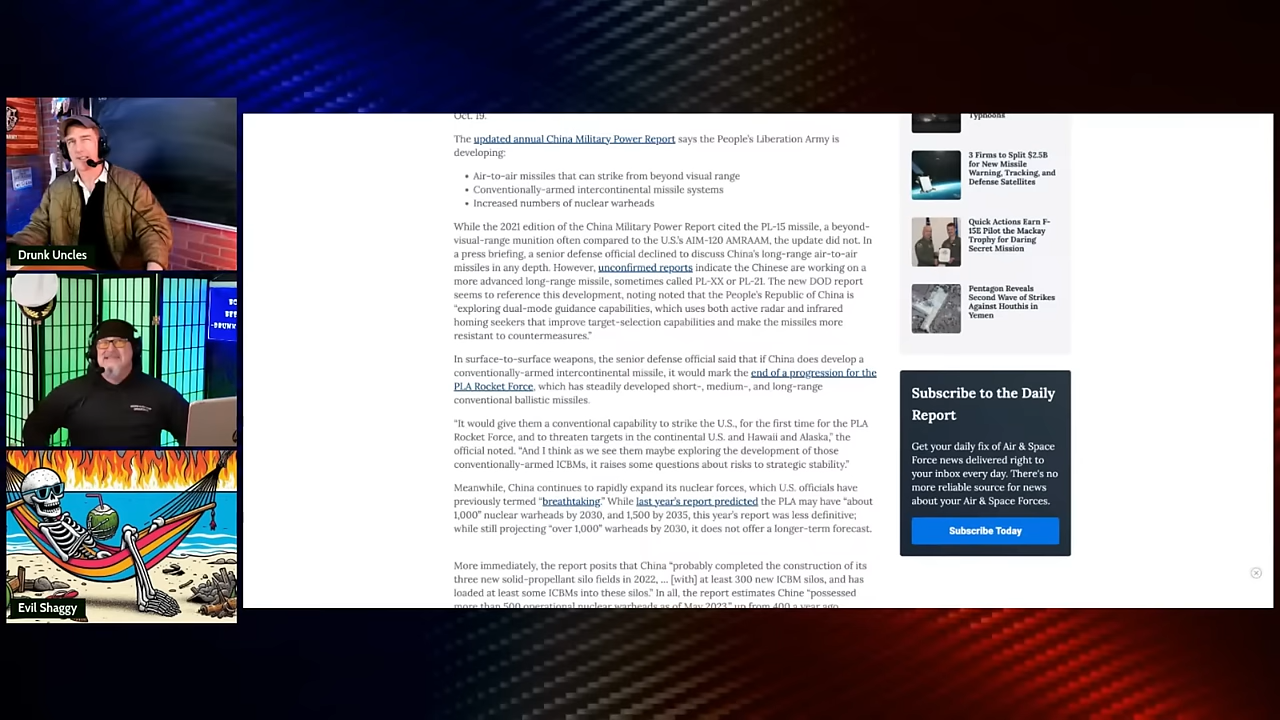 Drunk Uncles
Evil Shaggy
Oct. 19.
The updated annual China Military Power Report says the People's Liberation Army is
developing:
• Air-to-air missiles that can strike from beyond visual range
• Conventionally-armed intercontinental missile systems
• Increased numbers of nuclear warheads
While the 2021 edition of the China Military Power Report cited the PL-15 missile, a beyond-
visual-range munition often compared to the U.S.'s AIM-120 AMRAAM, the update did not. In
a press briefing, a senior defense official declined to discuss China's long-range air-to-air
missiles in any depth. However, unconfirmed reports indicate the Chinese are working on a
more advanced long-range missile, sometimes called PL-XX or PL-21. The new DOD report
seems to reference this development, noting noted that the People's Republic of China is
“exploring dual-mode guidance capabilities, which uses both active radar and infrared
homing seekers that improve target-selection capabilities and make the missiles more
resistant to countermeasures.”
In surface-to-surface weapons, the senior defense official said that if China does develop a
conventionally-armed intercontinental missile, it would mark the end of a progression for the
PLA Rocket Force, which has steadily developed short-, medium-, and long-range
conventional ballistic missiles.
“It would give them a conventional capability to strike the U.S., for the first time for the PLA
Rocket Force, and to threaten targets in the continental U.S. and Hawaii and Alaska,” the
official noted. “And I think as we see them maybe exploring the development of those
conventionally-armed ICBMs, it raises some questions about risks to strategic stability.”
Meanwhile, China continues to rapidly expand its nuclear forces, which U.S. officials have
previously termed “breathtaking.” While last year's report predicted the PLA may have “about
1,000” nuclear warheads by 2030, and 1,500 by 2035, this year's report was less definitive;
while still projecting “over 1,000” warheads by 2030, it does not offer a longer-term forecast.
More immediately, the report posits that China “probably completed the construction of its
three new solid-propellant silo fields in 2022, … [with] at least 300 new ICBM silos, and has
loaded at least some ICBMs into these silos.” In all, the report estimates Chine “possessed
more than 500 operational nuclear warheads as of May 2023,” up from 400 a year ago.
Typhoons
3 Firms to Split $2.5B
for New Missile
Warning, Tracking, and
Defense Satellites
Quick Actions Earn F-
15E Pilot the Mackay
Trophy for Daring
Secret Mission
Pentagon Reveals
Second Wave of Strikes
Against Houthis in
Yemen
Subscribe to the Daily
Report
Get your daily fix of Air & Space
Force news delivered right to
your inbox every day. There's no
more reliable source for news
about your Air & Space Forces.
Subscribe Today